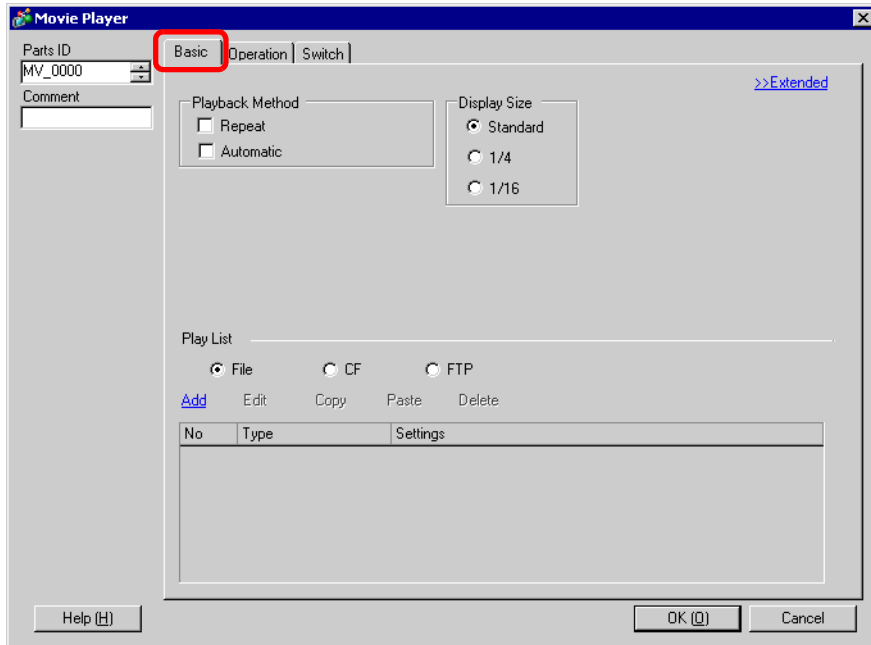 Movie Player
Parts ID
MV_0000
Comment
Basic Operation Switch
>>Extended
Playback Method
Repeat
Automatic
Display Size
Standard
1/4
1/16
Play List
File CF FTP
Add Edit Copy Paste Delete
No Type Settings
Help (H) OK (O) Cancel